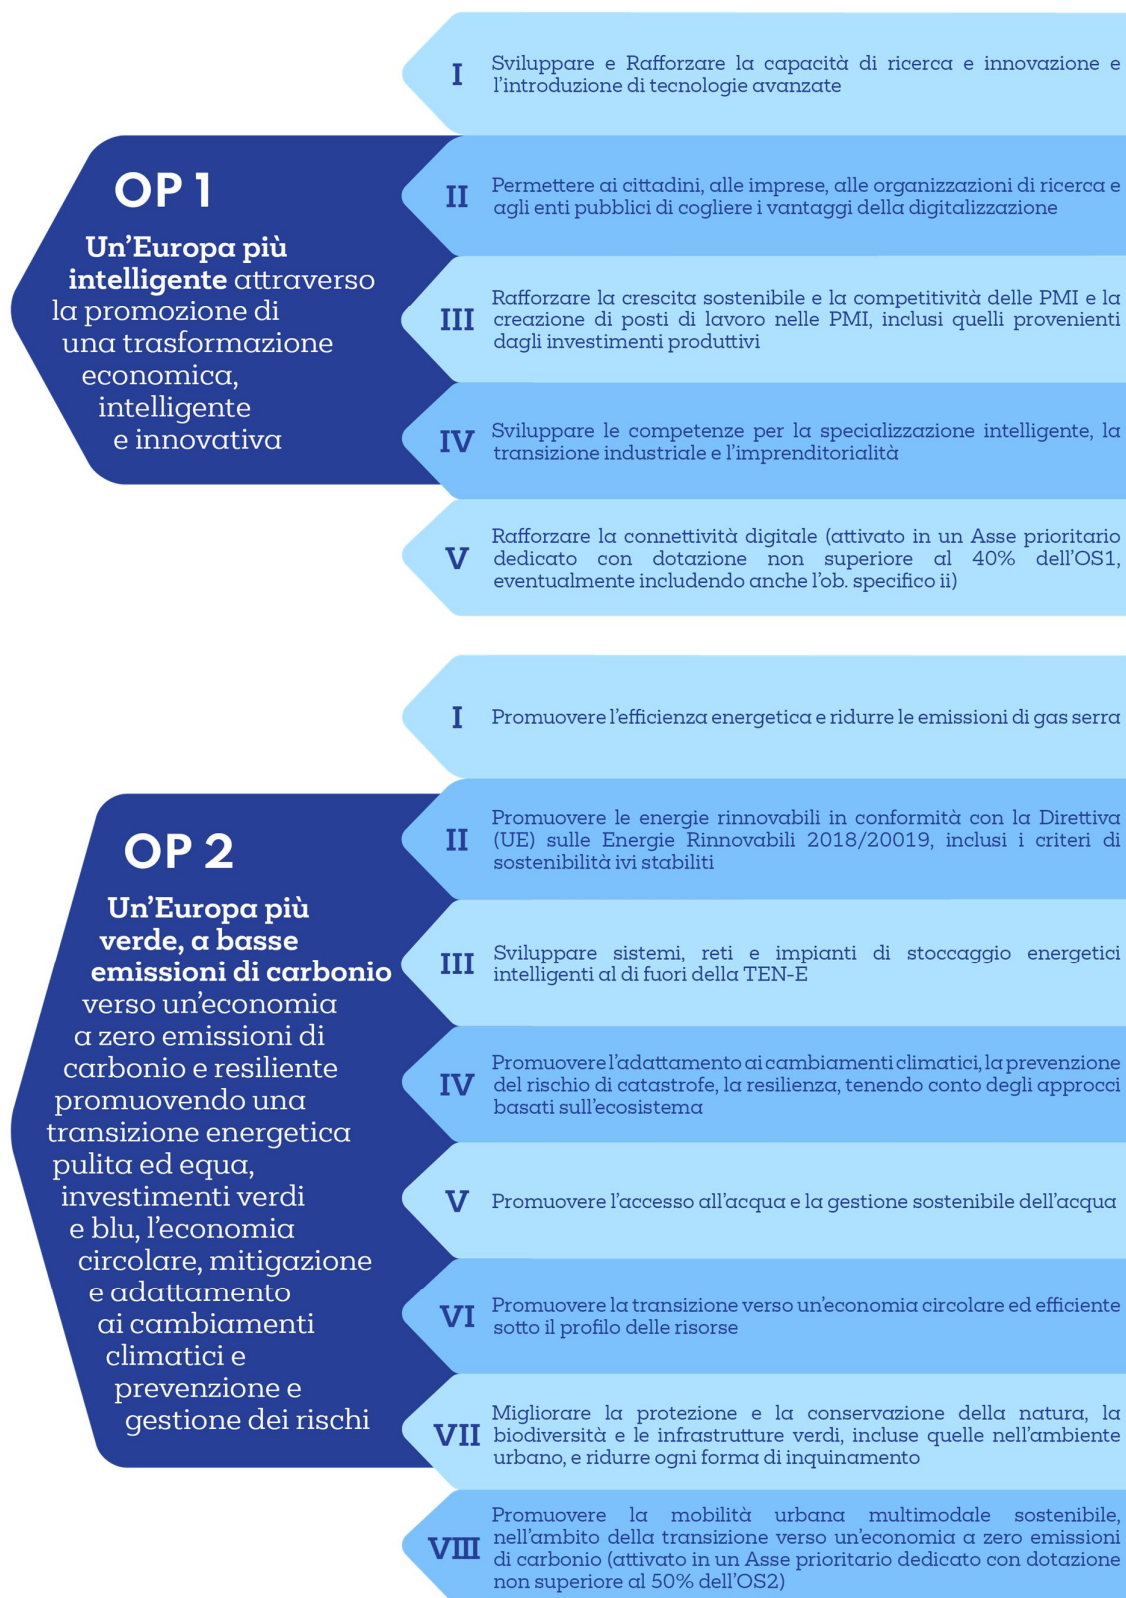 OP 1
Un'Europa più
intelligente attraverso
la promozione di
una trasformazione
economica,
intelligente
e innovativa
I
Sviluppare e Rafforzare la capacità di ricerca e innovazione e
l'introduzione di tecnologie avanzate
II
Permettere ai cittadini, alle imprese, alle organizzazioni di ricerca e
agli enti pubblici di cogliere i vantaggi della digitalizzazione
III
Rafforzare la crescita sostenibile e la competitività delle PMI e la
creazione di posti di lavoro nelle PMI, inclusi quelli provenienti
dagli investimenti produttivi
IV
Sviluppare le competenze per la specializzazione intelligente, la
transizione industriale e l'imprenditorialità
V
Rafforzare la connettività digitale (attivato in un Asse prioritario
dedicato con dotazione non superiore al 40% dell'OS1,
eventualmente includendo anche l'ob. specifico ii)
OP 2
Un'Europa più
verde, a basse
emissioni di carbonio
verso un'economia
a zero emissioni di
carbonio e resiliente
promuovendo una
transizione energetica
pulita ed equa,
investimenti verdi
e blu, l'economia
circolare, mitigazione
e adattamento
ai cambiamenti
climatici e
prevenzione e
gestione dei rischi
I
Promuovere l'efficienza energetica e ridurre le emissioni di gas serra
II
Promuovere le energie rinnovabili in conformità con la Direttiva
(UE) sulle Energie Rinnovabili 2018/20019, inclusi i criteri di
sostenibilità ivi stabiliti
III
Sviluppare sistemi, reti e impianti di stoccaggio energetici
intelligenti al di fuori della TEN-E
IV
Promuovere l'adattamento ai cambiamenti climatici, la prevenzione
del rischio di catastrofe, la resilienza, tenendo conto degli approcci
basati sull'ecosistema
V
Promuovere l'accesso all'acqua e la gestione sostenibile dell'acqua
VI
Promuovere la transizione verso un'economia circolare ed efficiente
sotto il profilo delle risorse
VII
Migliorare la protezione e la conservazione della natura, la
biodiversità e le infrastrutture verdi, incluse quelle nell'ambiente
urbano, e ridurre ogni forma di inquinamento
VIII
Promuovere la mobilità urbana multimodale sostenibile,
nell'ambito della transizione verso un'economia a zero emissioni
di carbonio (attivato in un Asse prioritario dedicato con dotazione
non superiore al 50% dell'OS2)